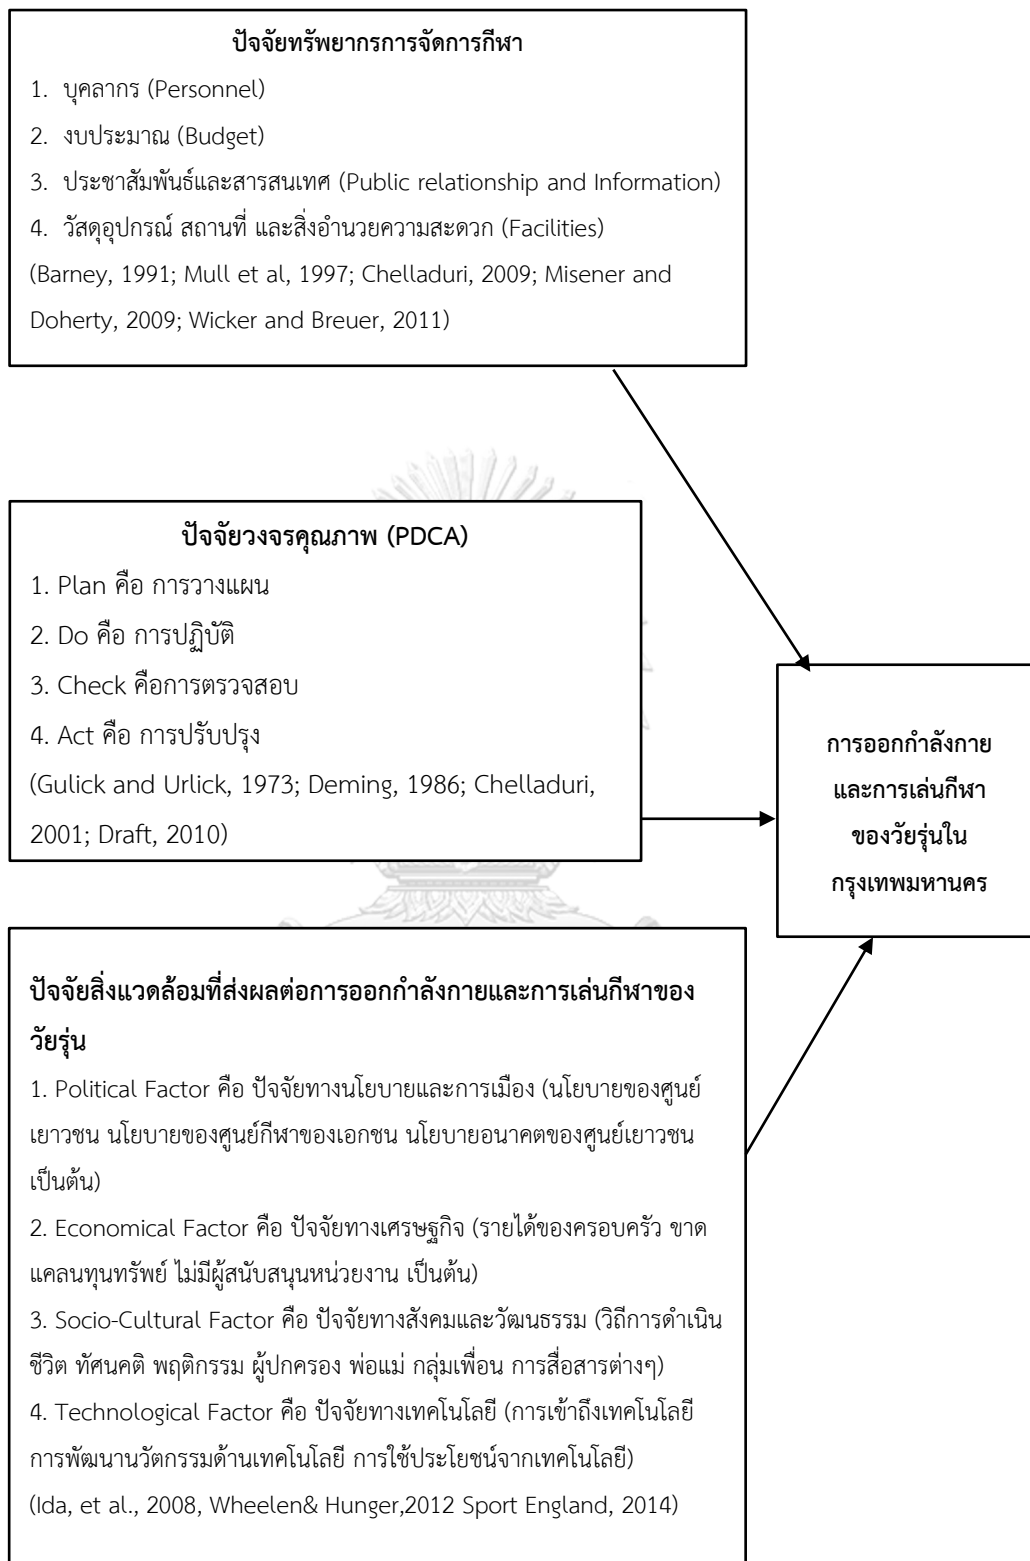 ปัจจัยทรัพยากรการจัดการกีฬา
1. บุคลากร (Personnel)
2. งบประมาณ (Budget)
3. ประชาสัมพันธ์และสารสนเทศ (Public relationship and Information)
4. วัสดุอุปกรณ์ สถานที่ และสิ่งอำนวยความสะดวก (Facilities)
(Barney, 1991; Mull et al, 1997; Chelladuri, 2009; Misener and
Doherty, 2009; Wicker and Breuer, 2011)
ปัจจัยวงจรคุณภาพ (PDCA)
1. Plan คือ การวางแผน
2. Do คือ การปฏิบัติ
3. Check คือการตรวจสอบ
4. Act คือ การปรับปรุง
(Gulick and Urlick, 1973; Deming, 1986; Chelladuri,
2001; Draft, 2010)
การออกกำลังกาย
และการเล่นกีฬา
ของวัยรุ่นใน
กรุงเทพมหานคร
ปัจจัยสิ่งแวดล้อมที่ส่งผลต่อการออกกำลังกายและการเล่นกีฬาของ
วัยรุ่น
1. Political Factor คือ ปัจจัยทางนโยบายและการเมือง (นโยบายของศูนย์
เยาวชน นโยบายของศูนย์กีฬาของเอกชน นโยบายอนาคตของศูนย์เยาวชน
เป็นต้น)
2. Economical Factor คือ ปัจจัยทางเศรษฐกิจ (รายได้ของครอบครัว ขาด
แคลนทุนทรัพย์ ไม่มีผู้สนับสนุนหน่วยงาน เป็นต้น)
3. Socio-Cultural Factor คือ ปัจจัยทางสังคมและวัฒนธรรม (วิถีการดำเนิน
ชีวิต ทัศนคติ พฤติกรรม ผู้ปกครอง พ่อแม่ กลุ่มเพื่อน การสื่อสารต่างๆ)
4. Technological Factor คือ ปัจจัยทางเทคโนโลยี (การเข้าถึงเทคโนโลยี
การพัฒนานวัตกรรมด้านเทคโนโลยี การใช้ประโยชน์จากเทคโนโลยี)
(Ida, et al., 2008, Wheelen& Hunger,2012 Sport England, 2014)